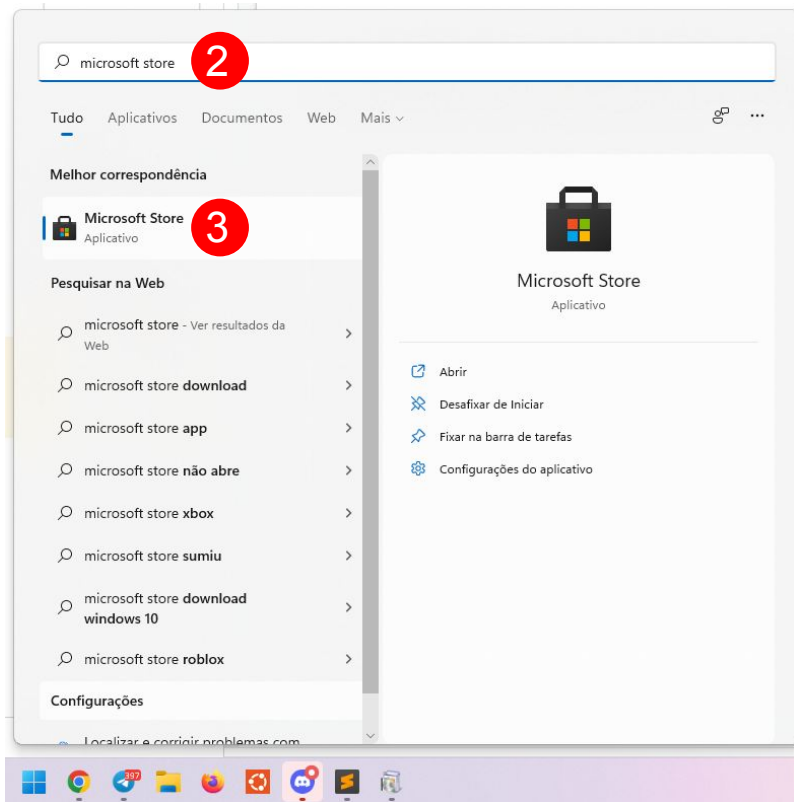 microsoft store
2
Tudo Aplicativos Documentos Web Mais
Melhor correspondência
Microsoft Store
Aplicativo
3
Pesquisar na Web
microsoft store - Ver resultados da
Web
microsoft store download
microsoft store app
microsoft store não abre
microsoft store xbox
microsoft store sumiu
microsoft store download
windows 10
microsoft store roblox
Configurações
Localizar e corrigir problemas com
Microsoft Store
Aplicativo
Abrir
Desafixar de Iniciar
Fixar na barra de tarefas
Configurações do aplicativo
397